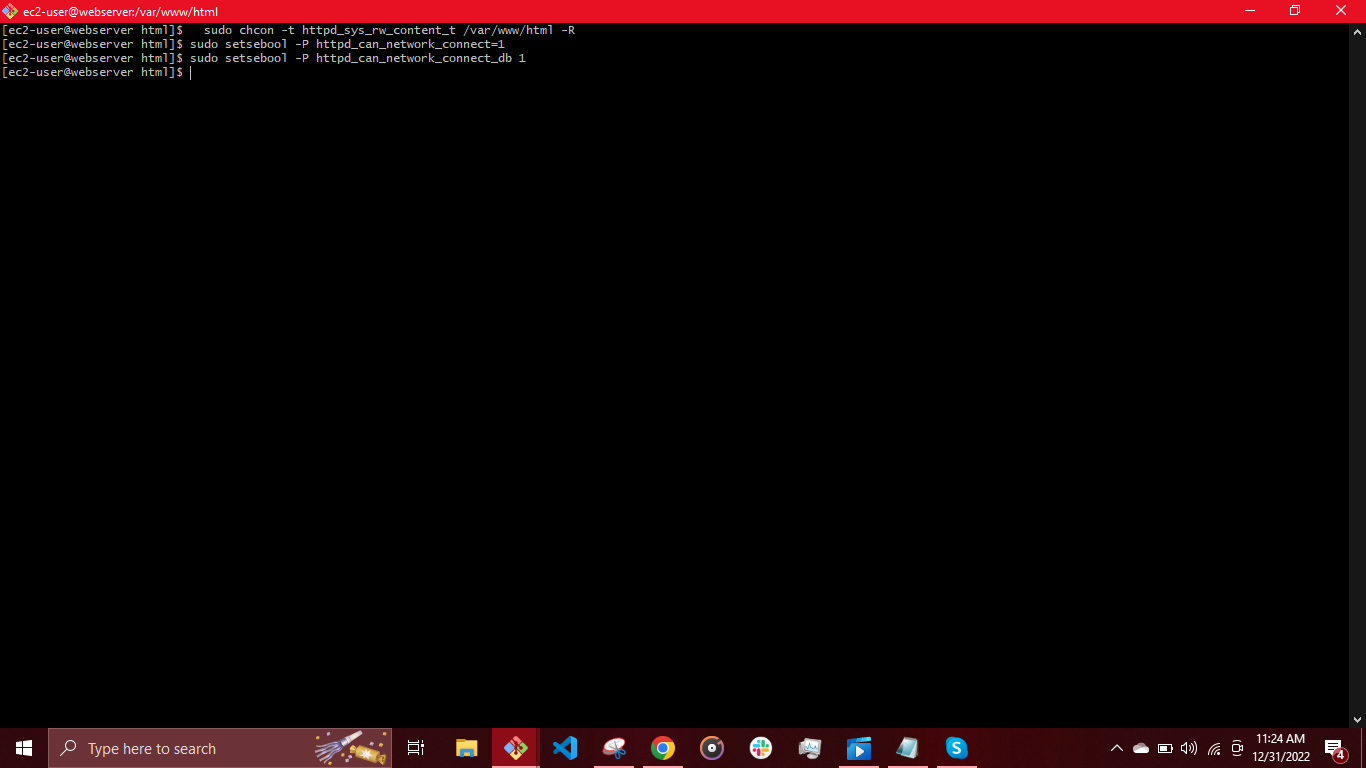 ec2-user@webserver:/var/www/html
[ec2-user@webserver html]$   sudo chcon -t httpd_sys_rw_content_t /var/www/html -R
[ec2-user@webserver html]$ sudo setsebool -P httpd_can_network_connect=1
[ec2-user@webserver html]$ sudo setsebool -P httpd_can_network_connect_db 1
[ec2-user@webserver html]$
Type here to search
11:24 AM
12/31/2022
4